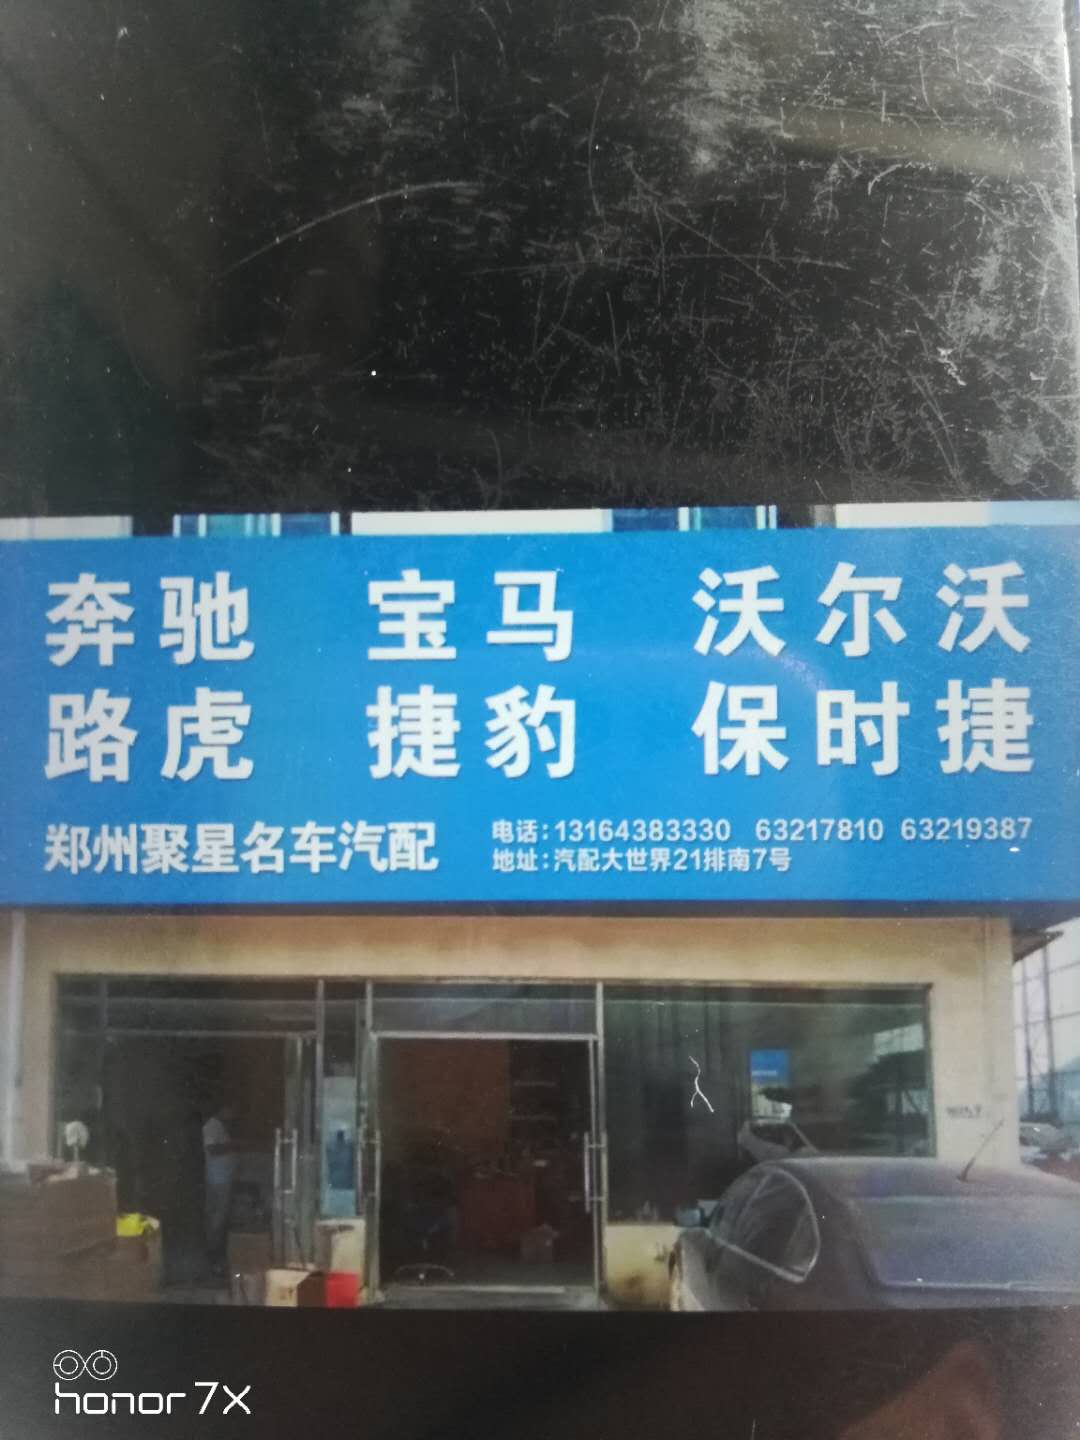 奔驰 宝马 沃尔沃
路虎 捷豹 保时捷
郑州聚星名车汽配
电话:13164383330 63217810 63219387
地址:汽配大世界21排南7号
honor 7X